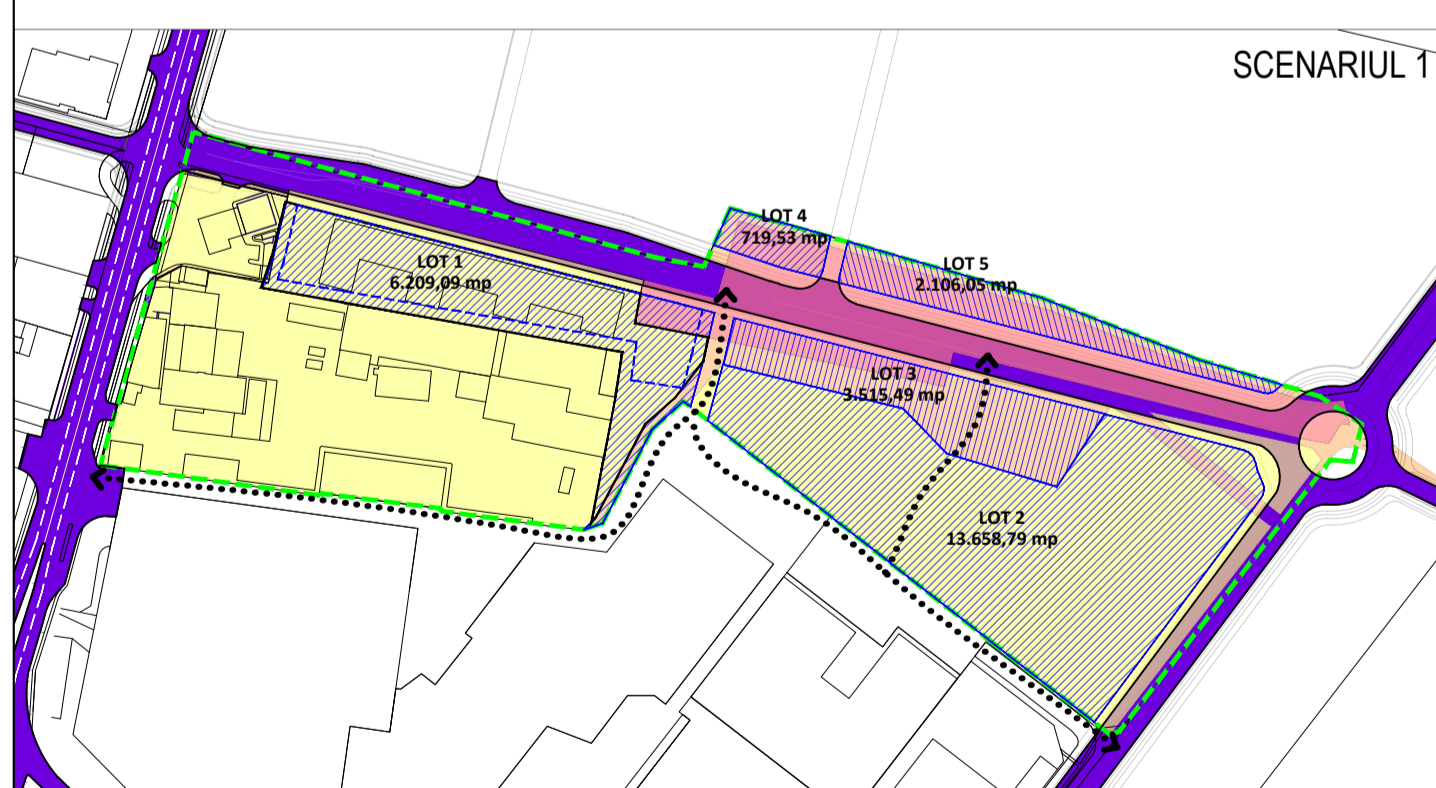 SCENARIUL 1
LOT 4
719,53 mp
LOT 1
6.209,09 mp
LOT 5
2.106,05 mp
LOT 3
3.515,49 mp
LOT 2
13.658,79 mp